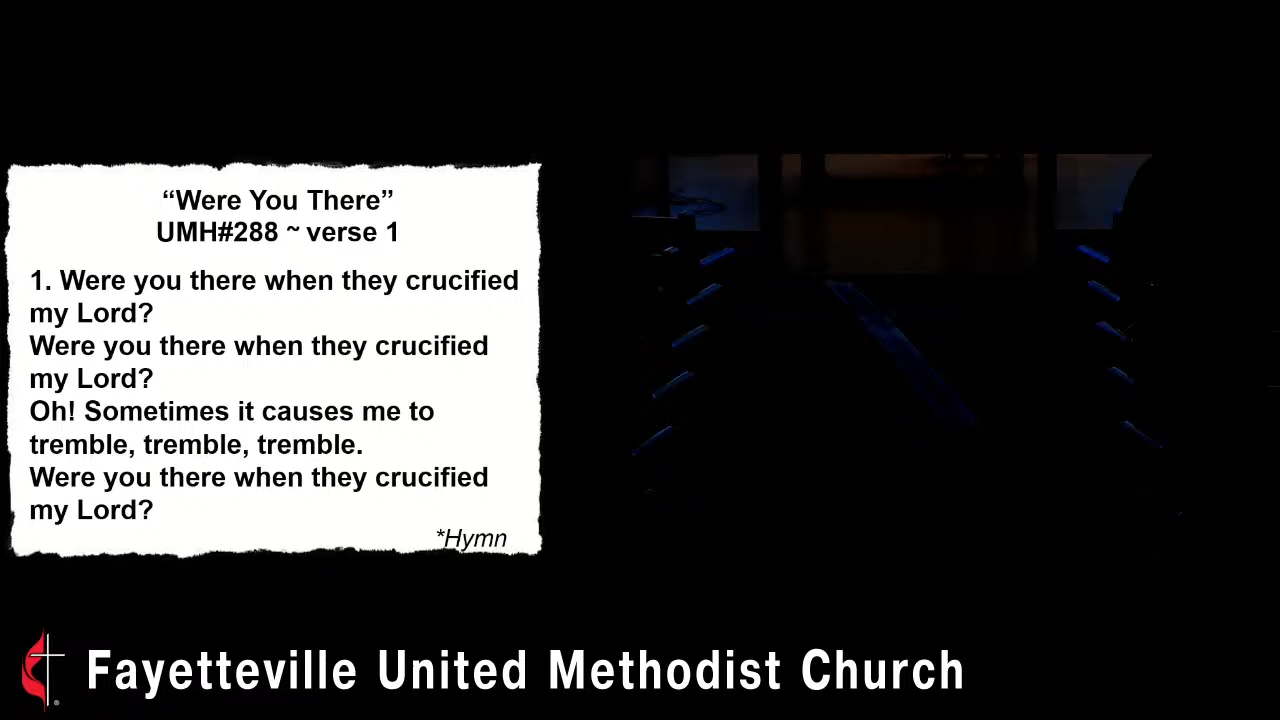 “Were You There”
UMH#288 ~ verse 1
1. Were you there when they crucified
my Lord?
Were you there when they crucified
my Lord?
Oh! Sometimes it causes me to
tremble, tremble, tremble.
Were you there when they crucified
my Lord?
*Hymn
Fayetteville United Methodist Church
®